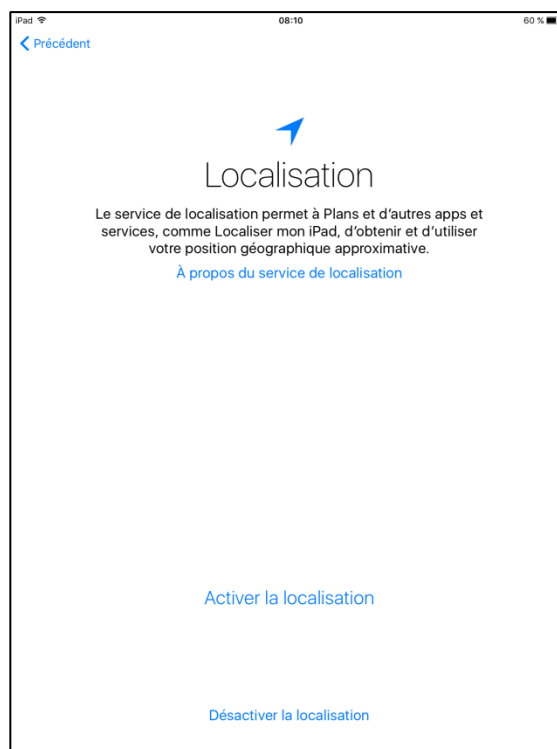 iPad 08:10 60 %
Précédent
Localisation
Le service de localisation permet à Plans et d'autres apps et
services, comme Localiser mon iPad, d'obtenir et d'utiliser
votre position géographique approximative.
À propos du service de localisation
Activer la localisation
Désactiver la localisation